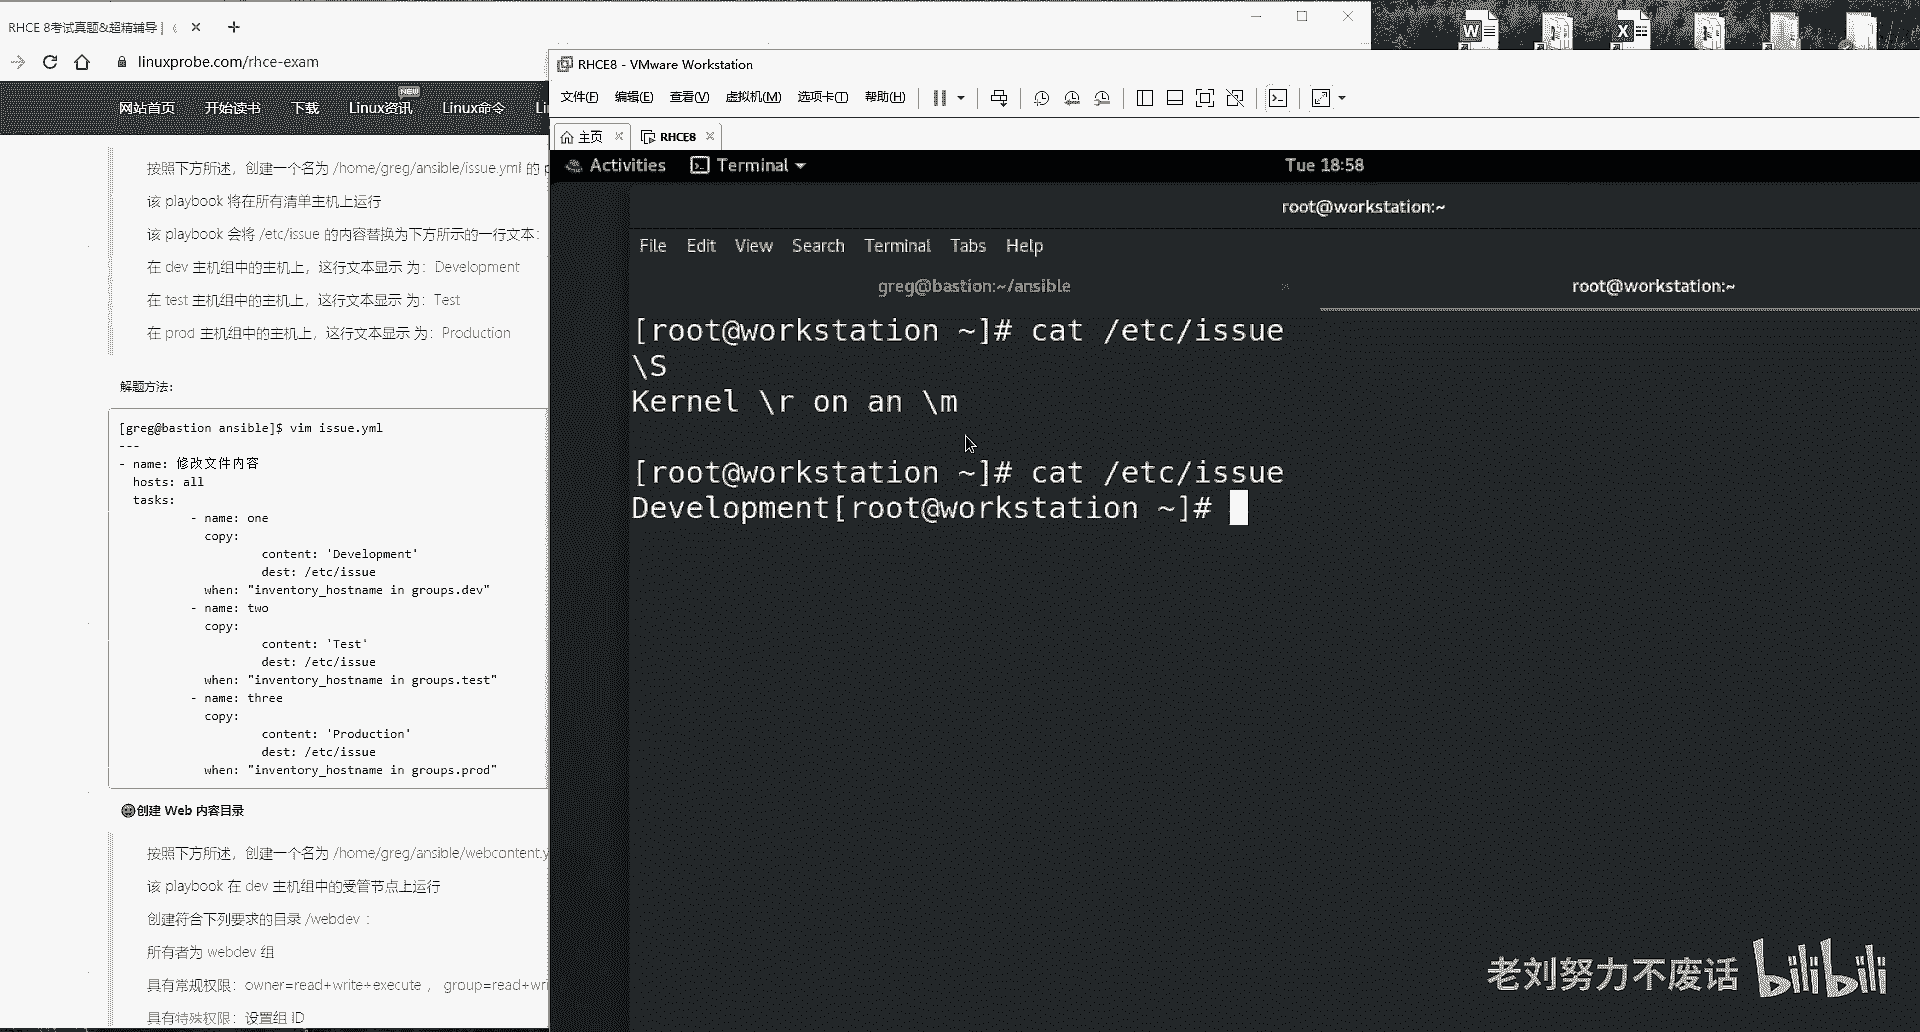 RHCE 8考试真题&超精辅导 |
linuxprobe.com/rhce-exam
NEW
网站首页 开始读书 下载 Linux资讯 Linux命令
按照下方所述，创建一个名为 /home/greg/ansible/issue.yml 的
该 playbook 将在所有清单主机上运行
该 playbook 会将 /etc/issue 的内容替换为下方所示的一行文本：
在 dev 主机组中的主机上，这行文本显示 为：Development
在 test 主机组中的主机上，这行文本显示 为：Test
在 prod 主机组中的主机上，这行文本显示 为：Production
解题方法:
[greg@bastion ansible]$ vim issue.yml
---
- name: 修改文件内容
hosts: all
tasks:
- name: one
copy:
content: 'Development'
dest: /etc/issue
when: "inventory_hostname in groups.dev"
- name: two
copy:
content: 'Test'
dest: /etc/issue
when: "inventory_hostname in groups.test"
- name: three
copy:
content: 'Production'
dest: /etc/issue
when: "inventory_hostname in groups.prod"
创建 Web 内容目录
按照下方所述，创建一个名为 /home/greg/ansible/webcontent.y
该 playbook 在 dev 主机组中的受管节点上运行
创建符合下列要求的目录 /webdev ：
所有者为 webdev 组
具有常规权限：owner=read+write+execute ， group=read+wri
具有特殊权限：设置组 ID
RHCE8 - VMware Workstation
文件(F) 编辑(E) 查看(V) 虚拟机(M) 选项卡(T) 帮助(H)
主页 RHCE8
Activities Terminal Tue 18:58
root@workstation:~
File Edit View Search Terminal Tabs Help
greg@bastion:~/ansible root@workstation:~
[root@workstation ~]# cat /etc/issue
\S
Kernel \r on an \m
[root@workstation ~]# cat /etc/issue
Development[root@workstation ~]#
老刘努力不废话 bilibili